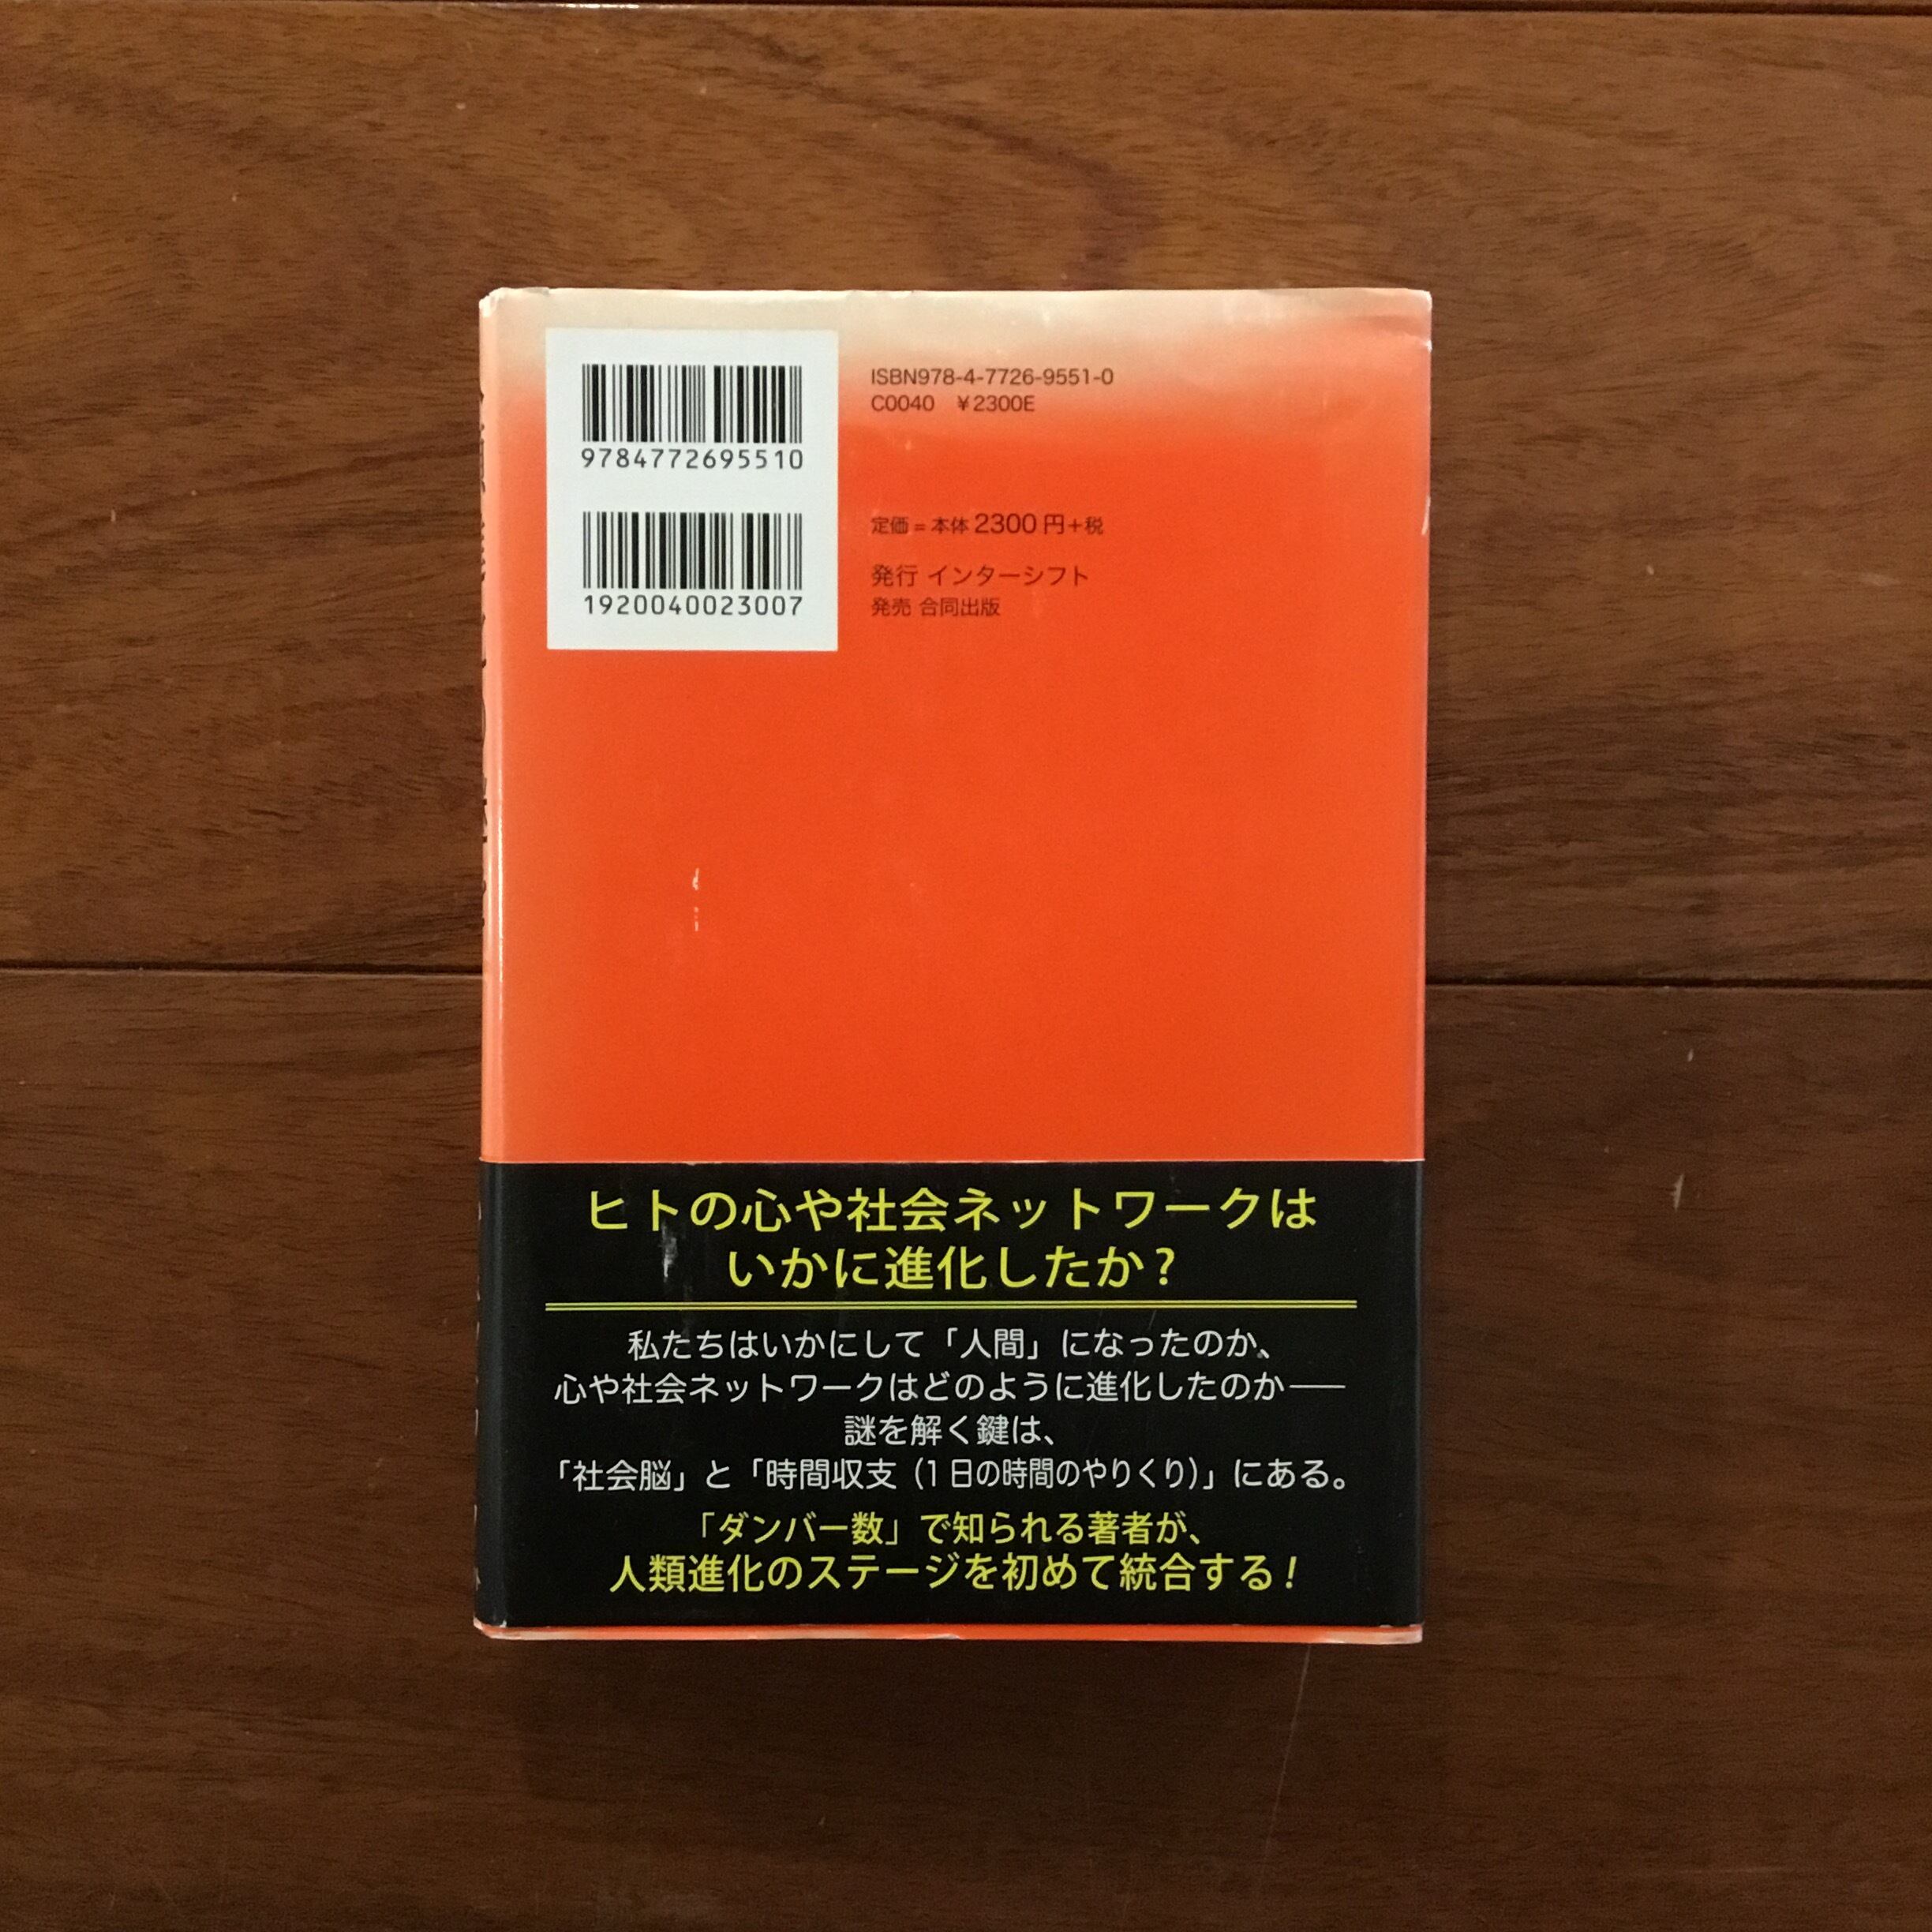 9784772695510
1920040023007
ISBN978-4-7726-9551-0
C0040 ¥2300E
定価=本体2300円+税
発行 インターシフト
発売 合同出版
ヒトの心や社会ネットワークは
いかに進化したか?
私たちはいかにして「人間」になったのか、
心や社会ネットワークはどのように進化したのか──
謎を解く鍵は、
「社会脳」と「時間収支(1日の時間のやりくり)」にある。
「ダンバー数」で知られる著者が、
人類進化のステージを初めて統合する!